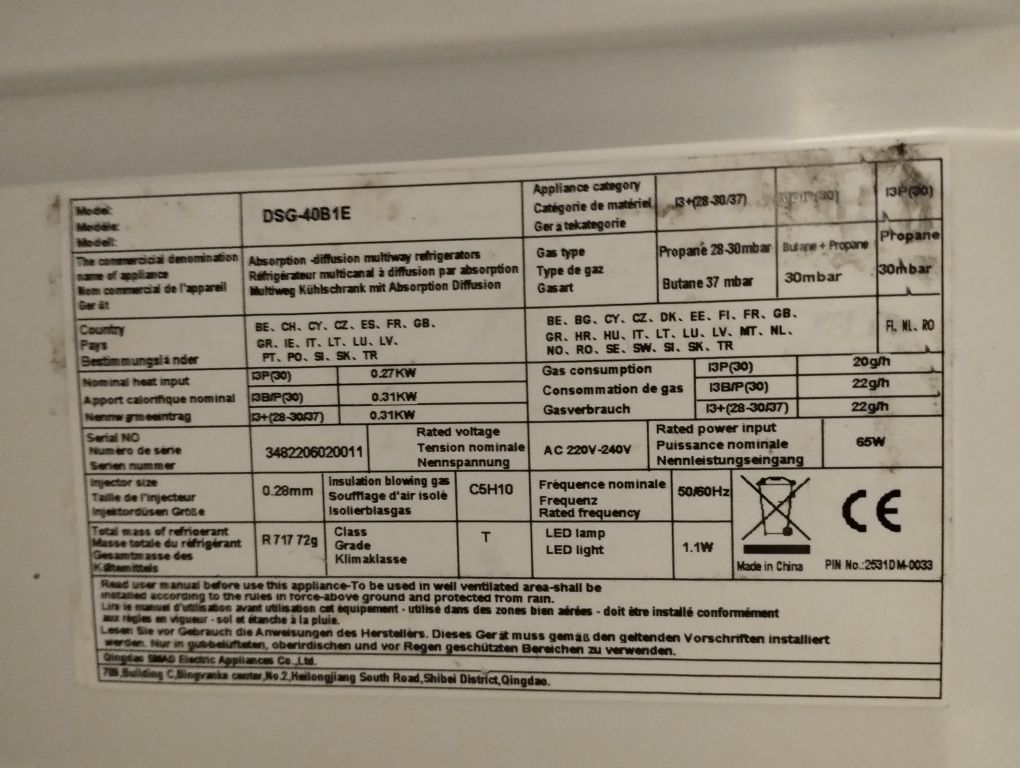 Model:
Modele:
Modell:
DSG-40B1E
Appliance category
Catégorie de matériel
Gerätekategorie
I3+(28-30/37)
I3P(30)
The commercicial denomination
name of appliance
Nom commercial de l'appareil
Gerät
Absorption -diffusion multiway refrigerators
Réfrigérateur multicanal à diffusion par absorption
Multiweg Kühlschrank mit Absorption Diffusion
Gas type
Type de gaz
Gasart
Propane 28-30mbar
Butane 37 mbar
Butane + Propane
30mbar
Propane
30mbar
Country
Pays
Bestimmungsländer
BE、CH、CY、CZ、ES、FR、GB、
GR、IE、IT、LT、LU、LV、
PT、PO、SI、SK、TR
BE、BG、CY、CZ、DK、EE、FI、FR、GB、
GR、HR、HU、IT、LT、LU、LV、MT、NL、
NO、RO、SE、SW、SI、SK、TR
FI、NL、RO
Nominal heat input
Apport calorifique nominal
Nennwgrmeeintrag
I3P(30) 0.27KW
I3B/P(30) 0.31KW
I3+(28-30/37) 0.31KW
Gas consumption
Consommation de gas
Gasverbrauch
I3P(30) 20g/h
I3B/P(30) 22g/h
I3+(28-30/37) 22g/h
Serial NO
Numéro de série
Serien nummer
3482206020011
Rated voltage
Tension nominale
Nennspannung
AC 220V-240V
Rated power input
Puissance nominale
Nennleistungseingang
65W
Injector size
Taille de l'injecteur
Injektordüsen Größe
0.28mm
Insulation blowing gas
Soufflage d'air isolé
Isolierblasgas
C5H10
Fréquence nominale
Frequenz
Rated frequency
50/60Hz
CE
Total mass of refrigerant
Masse totale du réfrigérant
Gesamtmasse des
Kältemittels
R 717 72g
Class
Grade
Klimaklasse
T
LED lamp
LED light
1.1W
Made in China PIN No.:2531DM-0033
Read user manual before use this appliance-To be used in well ventilated area-shall be
installed according to the rules in force-above ground and protected from rain.
Lire le manuel d'utilisation avant utilisation cet équipement - utilisé dans des zones bien aérées - doit être installé conformément
aux règles en vigueur - sol et étanche à la pluie.
Lesen Sie vor Gebrauch die Anweisungen des Herstellers. Dieses Gerät muss gemäß den geltenden Vorschriften installiert
werden. Nur in gutbelüfteten, oberirdischen und vor Regen geschützten Bereichen zu verwenden.
Qingdao SMAD Electric Appliances Co.,Ltd.
705,Building C,Bingvanke center,No.2,Heilongjiang South Road,Shibei District,Qingdao.